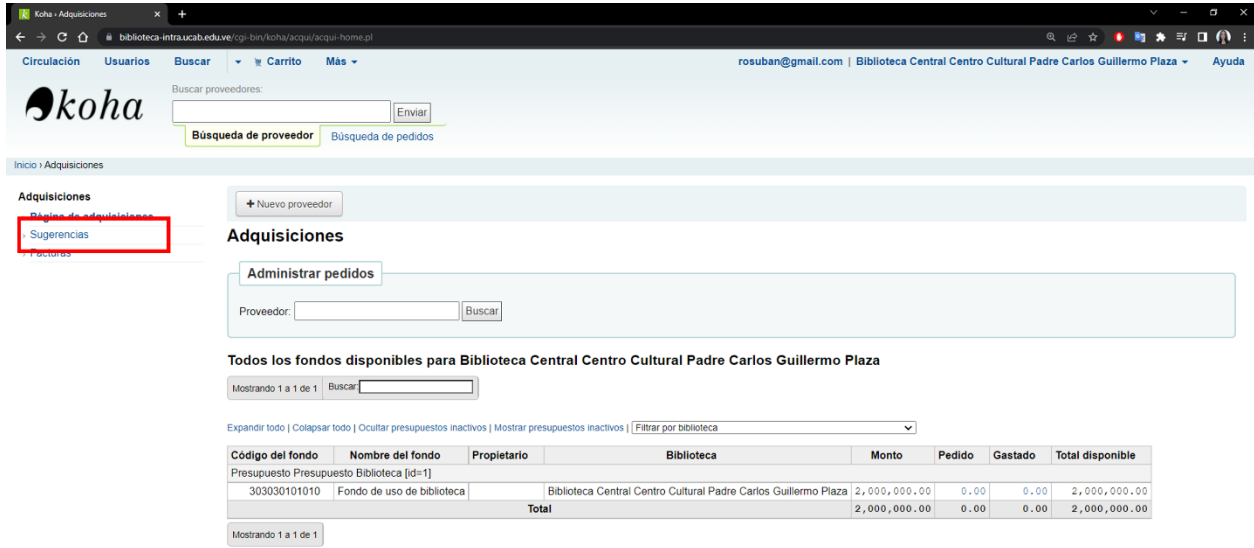 Koha › Adquisiciones
biblioteca-intra.ucab.edu.ve/cgi-bin/koha/acqui/acqui-home.pl
Circulación Usuarios Buscar Carrito Más rosuban@gmail.com | Biblioteca Central Centro Cultural Padre Carlos Guillermo Plaza Ayuda
koha
Buscar proveedores:
Enviar
Búsqueda de proveedor Búsqueda de pedidos
Inicio › Adquisiciones
Adquisiciones
Página de adquisiciones
Sugerencias
Facturas
+ Nuevo proveedor
Adquisiciones
Administrar pedidos
Proveedor: Buscar
Todos los fondos disponibles para Biblioteca Central Centro Cultural Padre Carlos Guillermo Plaza
Mostrando 1 a 1 de 1 Buscar:
Expandir todo | Colapsar todo | Ocultar presupuestos inactivos | Mostrar presupuestos inactivos | Filtrar por biblioteca
Código del fondo Nombre del fondo Propietario Biblioteca Monto Pedido Gastado Total disponible
Presupuesto Presupuesto Biblioteca [id=1]
303030101010 Fondo de uso de biblioteca Biblioteca Central Centro Cultural Padre Carlos Guillermo Plaza 2,000,000.00 0.00 0.00 2,000,000.00
Total 2,000,000.00 0.00 0.00 2,000,000.00
Mostrando 1 a 1 de 1